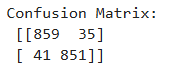 Confusion Matrix:
[[859  35]
[ 41 851]]